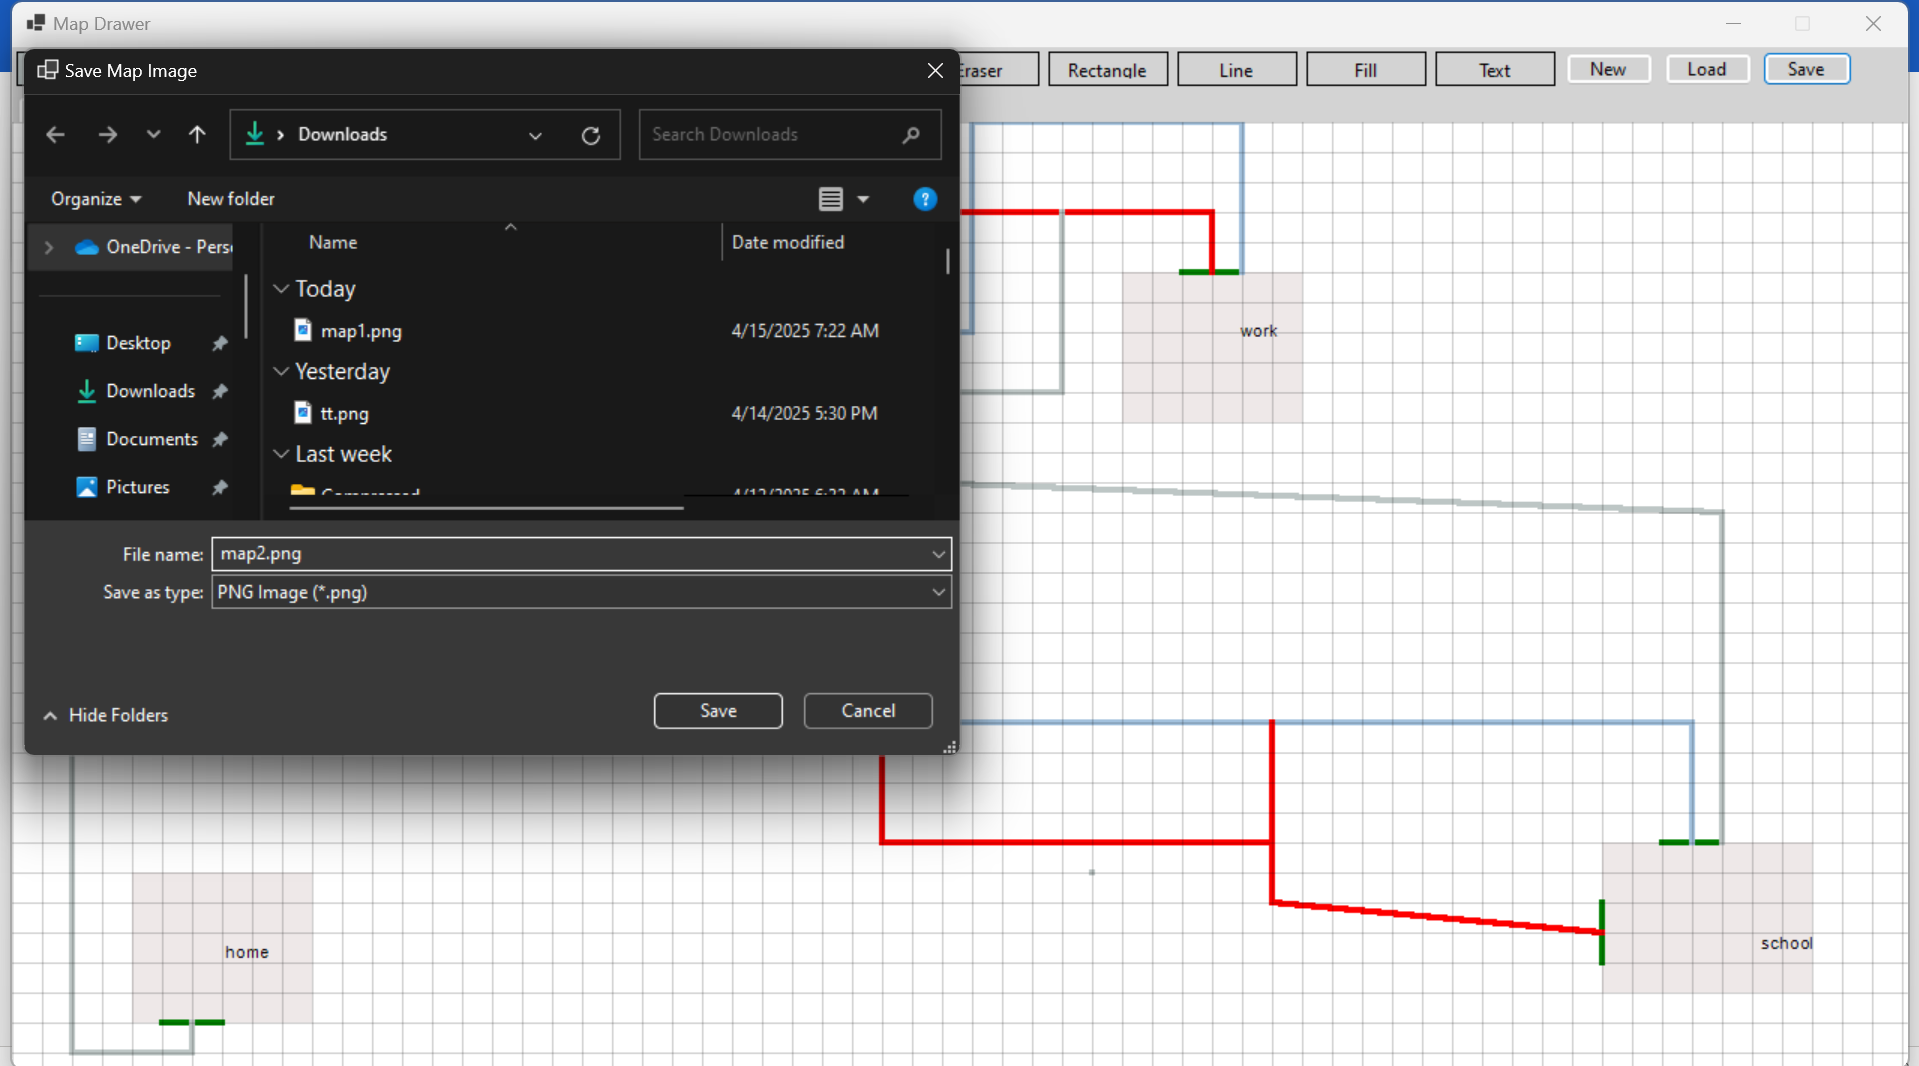 Map Drawer
Save Map Image
Eraser
Rectangle
Line
Fill
Text
New
Load
Save
Downloads
Search Downloads
Organize
New folder
?
OneDrive - Pers
Name
Date modified
Today
map1.png
4/15/2025 7:22 AM
Yesterday
Desktop
tt.png
4/14/2025 5:30 PM
Downloads
Last week
Documents
Pictures
Compressed
File name: map2.png
Save as type: PNG Image (*.png)
Hide Folders
Save
Cancel
work
home
school